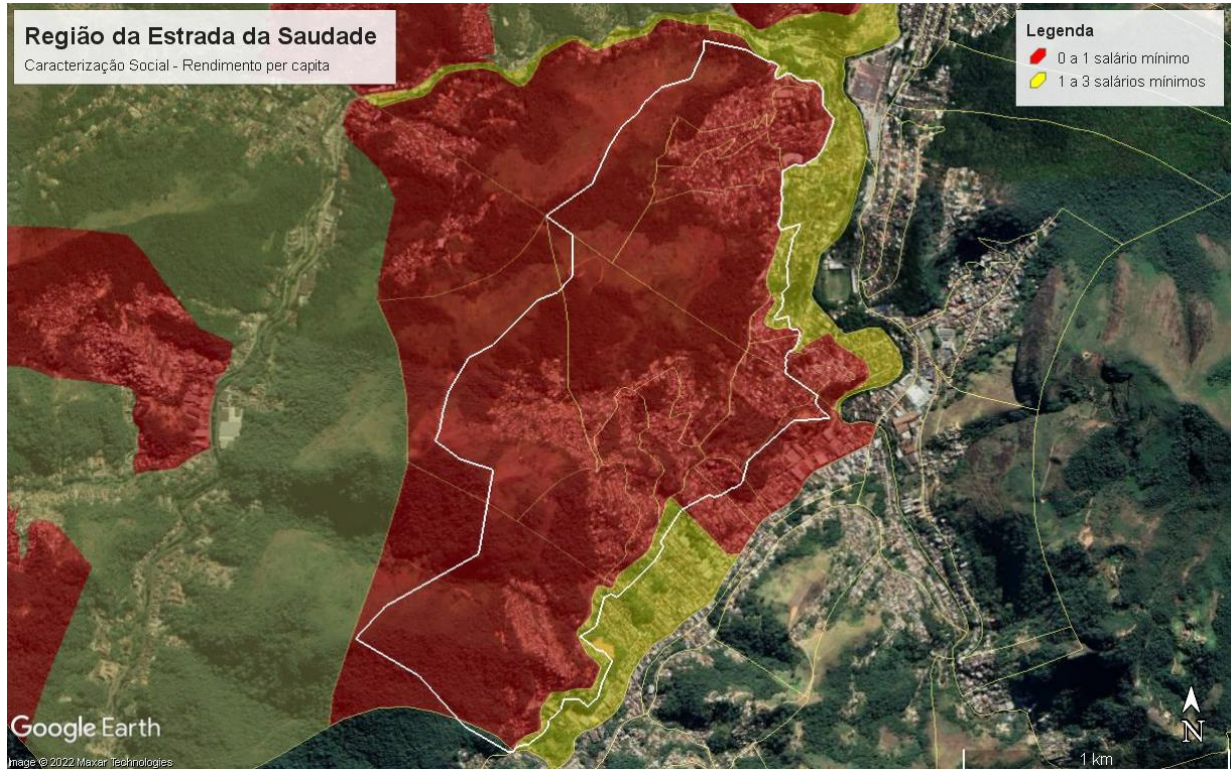 Região da Estrada da Saudade
Caracterização Social - Rendimento per capita
Legenda
0 a 1 salário mínimo
1 a 3 salários mínimos
Google Earth
Image © 2022 Maxar Technologies
N
1 km